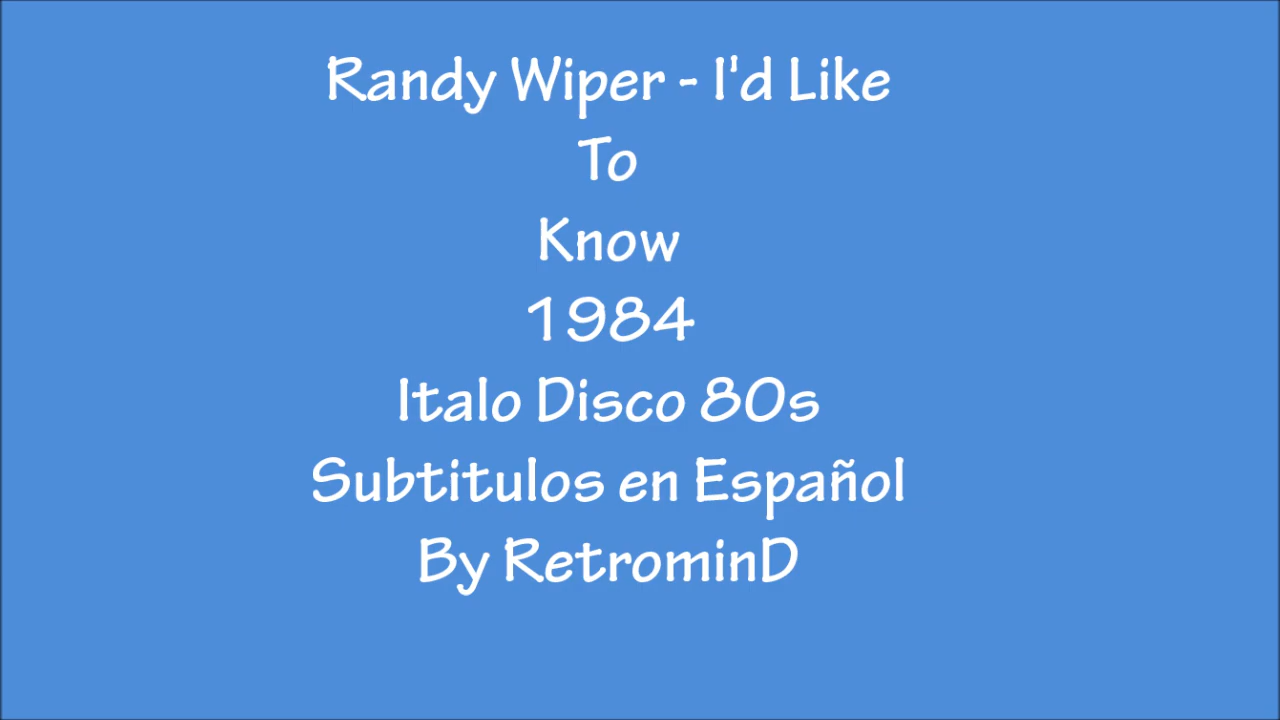 Randy Wiper - I'd Like
To
Know
1984
Italo Disco 80s
Subtitulos en Español
By RetrominD